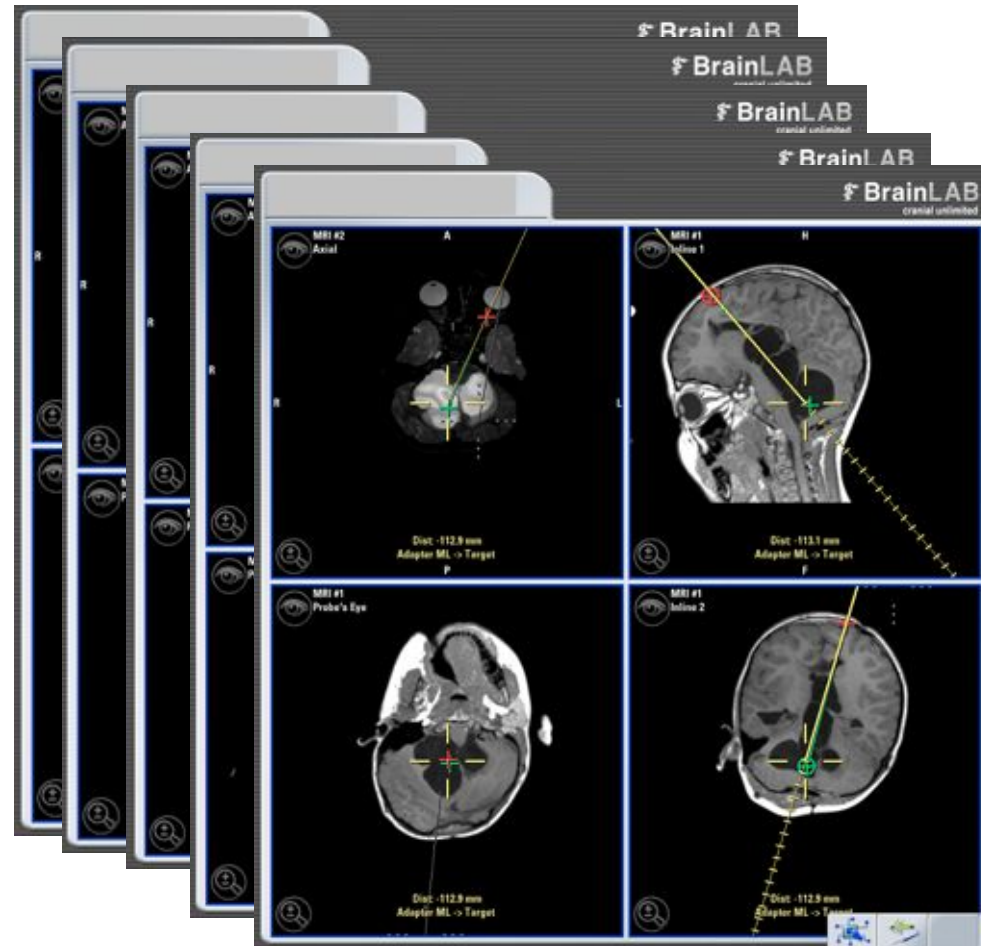 BrainLAB
BrainLAB
BrainLAB
cranial unlimited
BrainLAB
BrainLAB
cranial unlimited
R
R
R
R
MRI #2
Axial
A
R
L
Dist: -112.9 mm
Adapter ML -> Target
P
MRI #1
Inline 1
H
Dist: -113.1 mm
Adapter ML -> Target
F
MRI #1
Probe's Eye
Dist: -112.9 mm
Adapter ML -> Target
MRI #1
Inline 2
Dist: -112.9 mm
Adapter ML -> Target